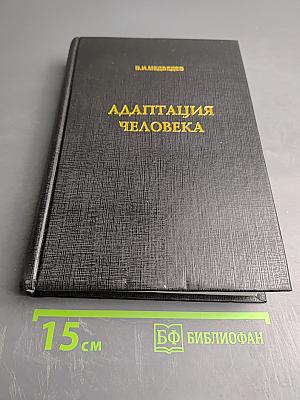 В.И.МЕДВЕДЕВ
АДАПТАЦИЯ
ЧЕЛОВЕКА
15 см
БФ БИБЛИОФАН